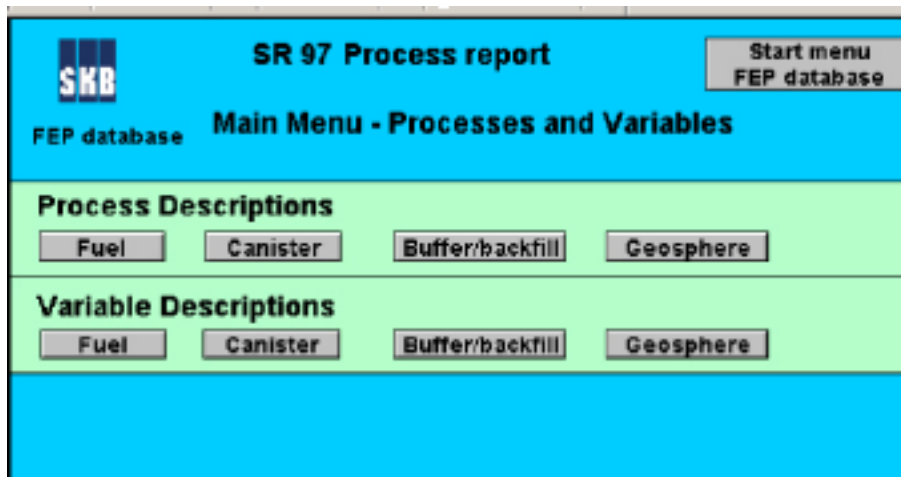 SR 97 Process report
Start menu
FEP database
SKB
FEP database
Main Menu - Processes and Variables
Process Descriptions
Fuel Canister Buffer/backfill Geosphere
Variable Descriptions
Fuel Canister Buffer/backfill Geosphere